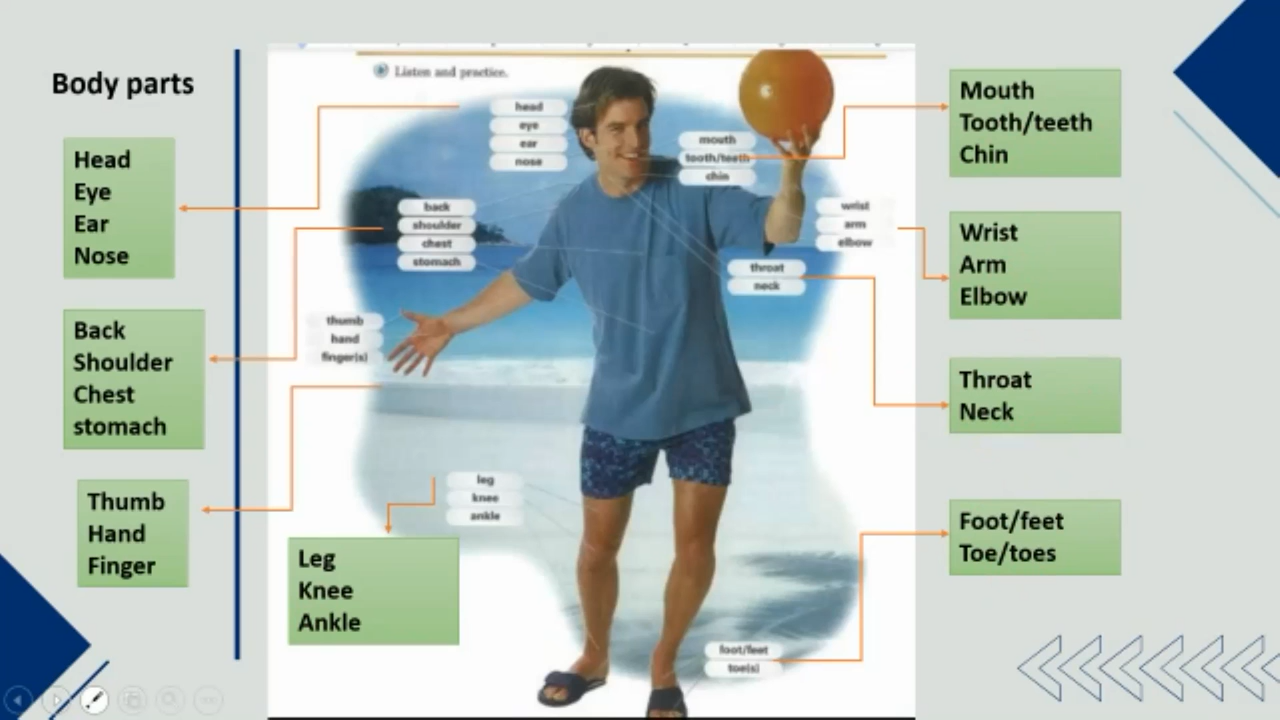 Body parts
Head
Eye
Ear
Nose
Back
Shoulder
Chest
stomach
Thumb
Hand
Finger
Listen and practice.
head
eye
ear
nose
mouth
tooth/teeth
chin
back
shoulder
chest
stomach
wrist
arm
elbow
throat
neck
thumb
hand
finger(s)
leg
knee
ankle
foot/feet
toe(s)
Leg
Knee
Ankle
Mouth
Tooth/teeth
Chin
Wrist
Arm
Elbow
Throat
Neck
Foot/feet
Toe/toes